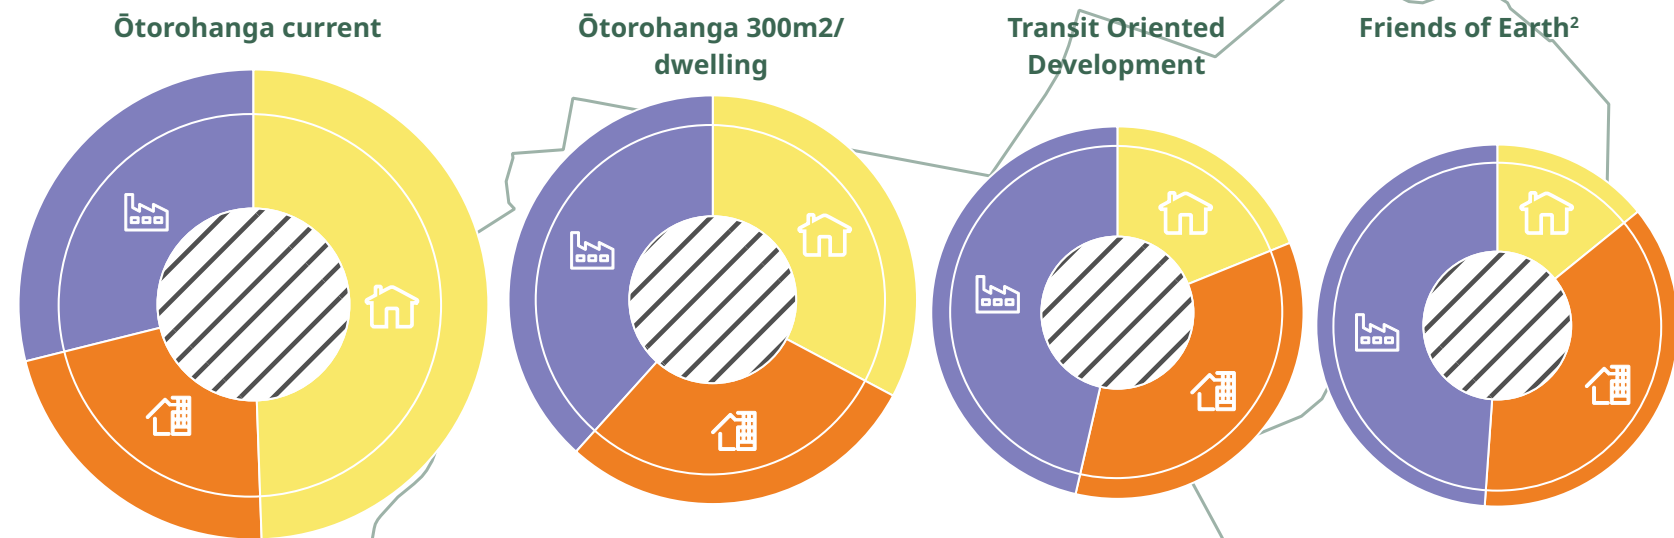 Ōtorohanga current
Ōtorohanga 300m2/
dwelling
Transit Oriented
Development
Friends of Earth²